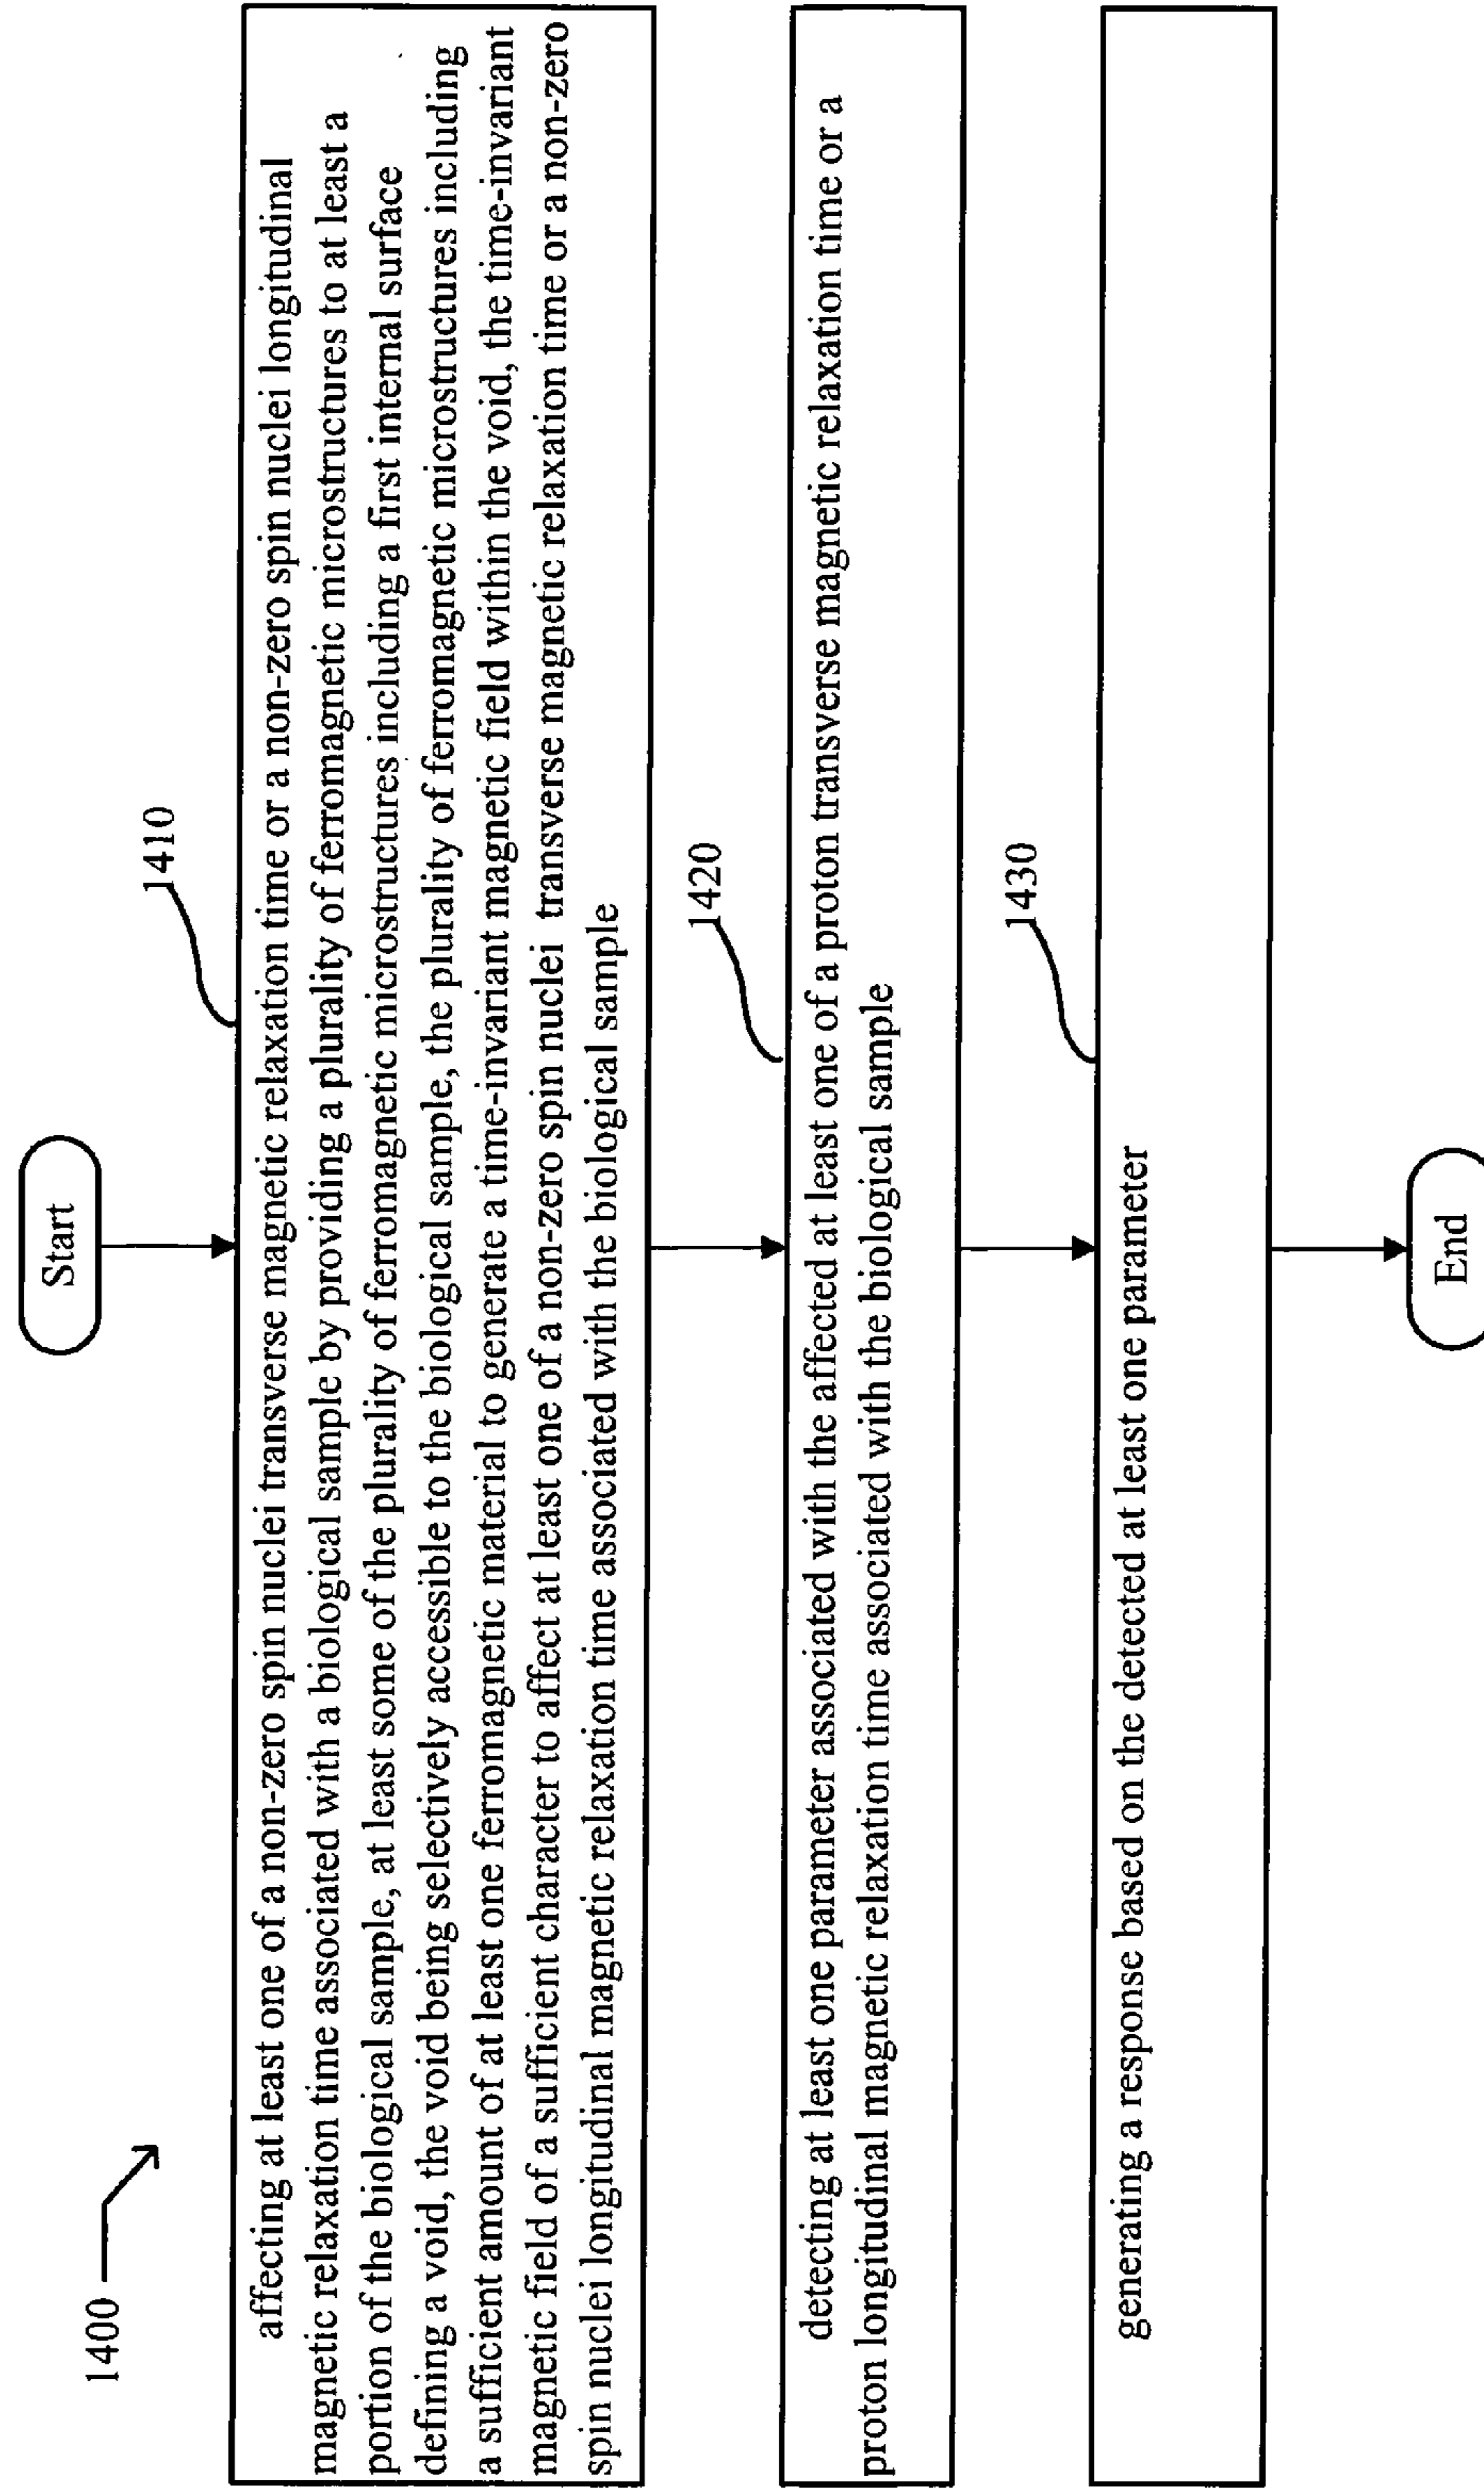 1400
Start
1410
affecting at least one of a non-zero spin nuclei transverse magnetic relaxation time or a non-zero spin nuclei longitudinal
magnetic relaxation time associated with a biological sample by providing a plurality of ferromagnetic microstructures to at least a
portion of the biological sample, at least some of the plurality of ferromagnetic microstructures including a first internal surface
defining a void, the void being selectively accessible to the biological sample, the plurality of ferromagnetic microstructures including
a sufficient amount of at least one ferromagnetic material to generate a time-invariant magnetic field within the void, the time-invariant
magnetic field of a sufficient character to affect at least one of a non-zero spin nuclei transverse magnetic relaxation time or a non-zero
spin nuclei longitudinal magnetic relaxation time associated with the biological sample
1420
detecting at least one parameter associated with the affected at least one of a proton transverse magnetic relaxation time or a
proton longitudinal magnetic relaxation time associated with the biological sample
1430
generating a response based on the detected at least one parameter
End